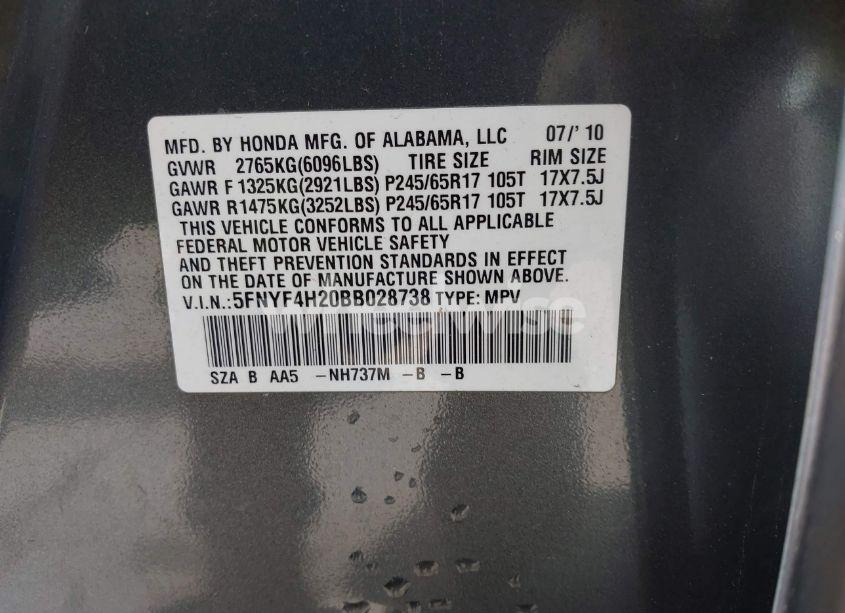 MFD. BY HONDA MFG. OF ALABAMA, LLC 07/' 10
GVWR 2765KG(6096LBS) TIRE SIZE RIM SIZE
GAWR F 1325KG(2921LBS) P245/65R17 105T 17X7.5J
GAWR R1475KG(3252LBS) P245/65R17 105T 17X7.5J
THIS VEHICLE CONFORMS TO ALL APPLICABLE
FEDERAL MOTOR VEHICLE SAFETY
AND THEFT PREVENTION STANDARDS IN EFFECT
ON THE DATE OF MANUFACTURE SHOWN ABOVE.
V.I.N.:5FNYF4H20BB028738 TYPE: MPV
wheelwise
SZA B AA5 -NH737M -B -B